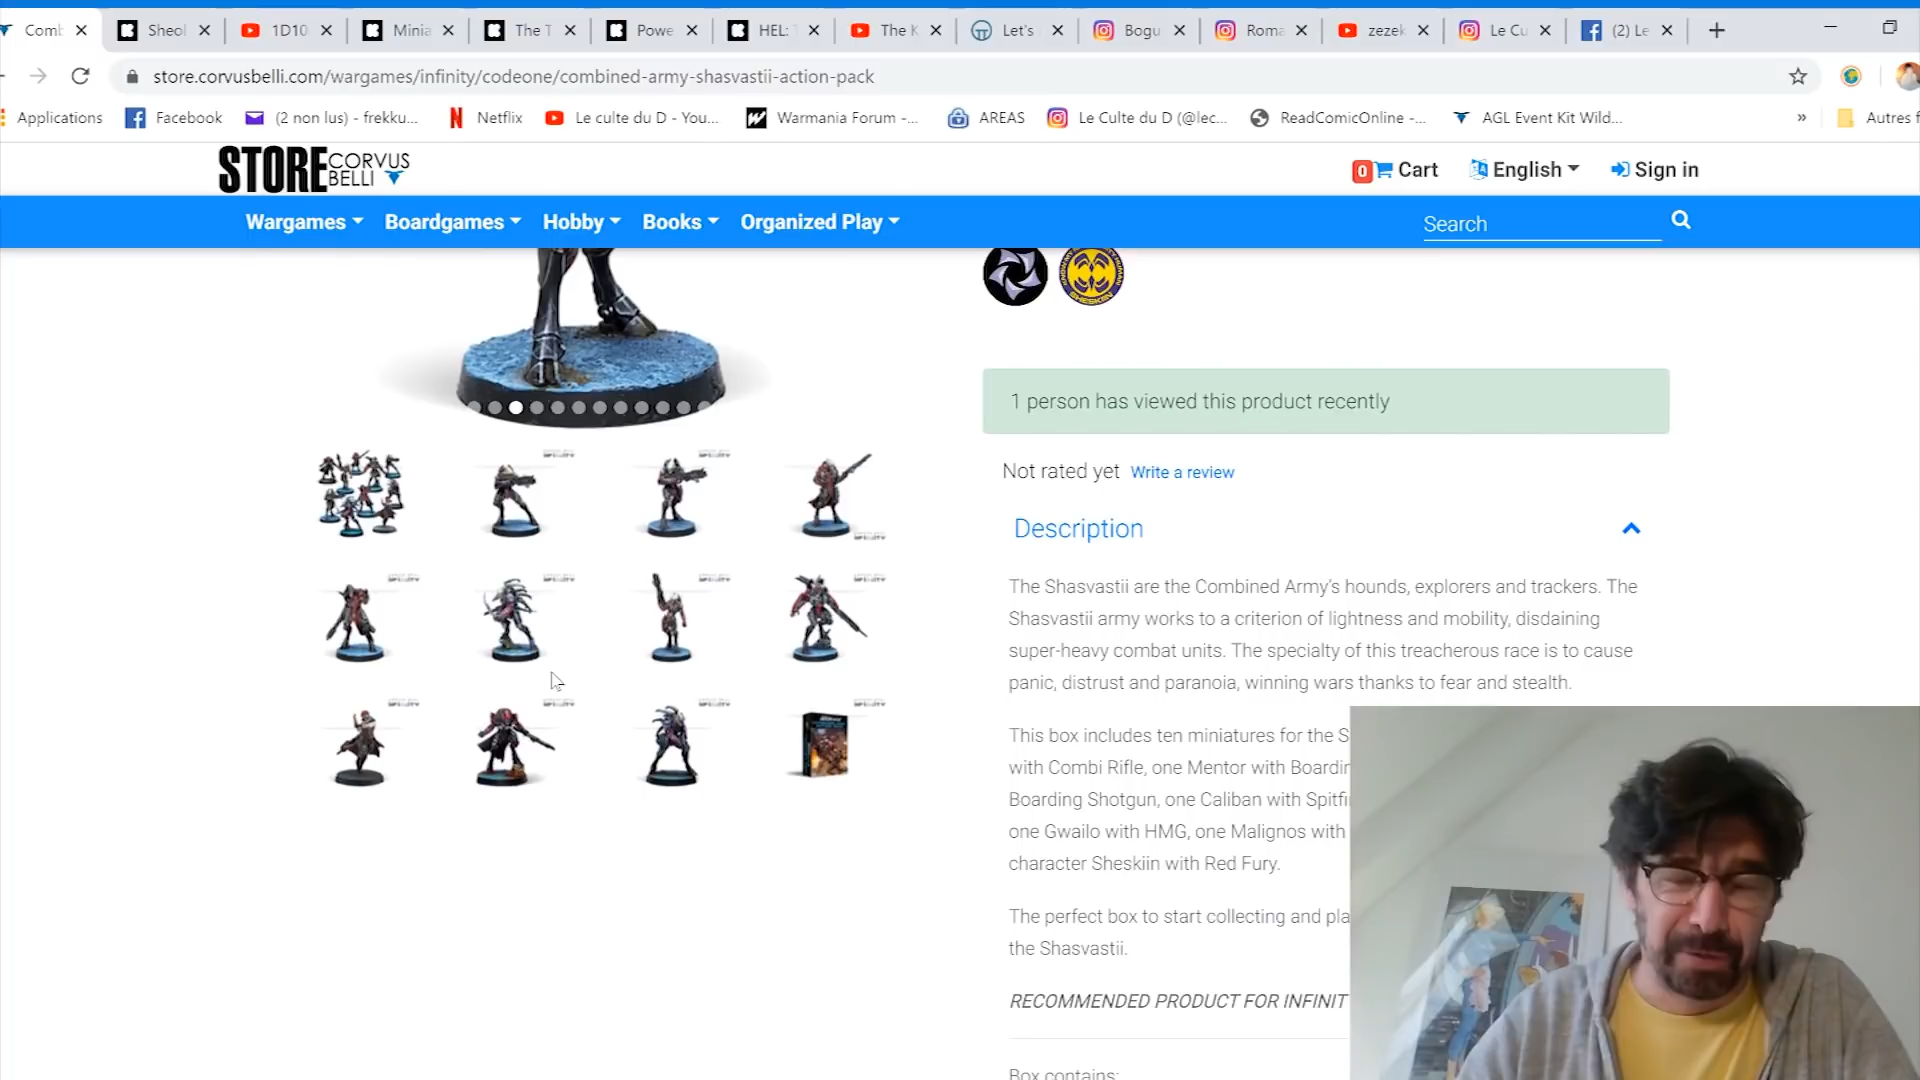 Comb
Sheol
1D10
Minia
The T
Powe
HEL:
The K
Let's
Bogu
Roma
zezek
Le Cu
(2) Le
store.corvusbelli.com/wargames/infinity/codeone/combined-army-shasvastii-action-pack
Applications
Facebook
(2 non lus) - frekku...
Netflix
Le culte du D - You...
Warmania Forum -...
AREAS
Le Culte du D (@lec...
ReadComicOnline -...
AGL Event Kit Wild...
»
Autres f
STORE CORVUS BELLI
0 Cart
English
Sign in
Wargames
Boardgames
Hobby
Books
Organized Play
Search
SHESKIIN
1 person has viewed this product recently
Not rated yet Write a review
Description
The Shasvastii are the Combined Army's hounds, explorers and trackers. The
Shasvastii army works to a criterion of lightness and mobility, disdaining
super-heavy combat units. The specialty of this treacherous race is to cause
panic, distrust and paranoia, winning wars thanks to fear and stealth.
This box includes ten miniatures for the S
with Combi Rifle, one Mentor with Boardin
Boarding Shotgun, one Caliban with Spitfi
one Gwailo with HMG, one Malignos with
character Sheskiin with Red Fury.
The perfect box to start collecting and pla
the Shasvastii.
RECOMMENDED PRODUCT FOR INFINIT
Box contains: